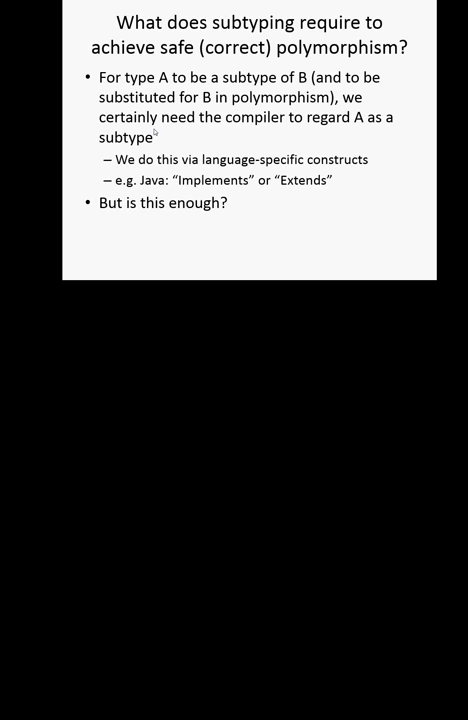 What does subtyping require to
achieve safe (correct) polymorphism?
• For type A to be a subtype of B (and to be
substituted for B in polymorphism), we
certainly need the compiler to regard A as a
subtype
– We do this via language-specific constructs
– e.g. Java: “Implements” or “Extends”
• But is this enough?